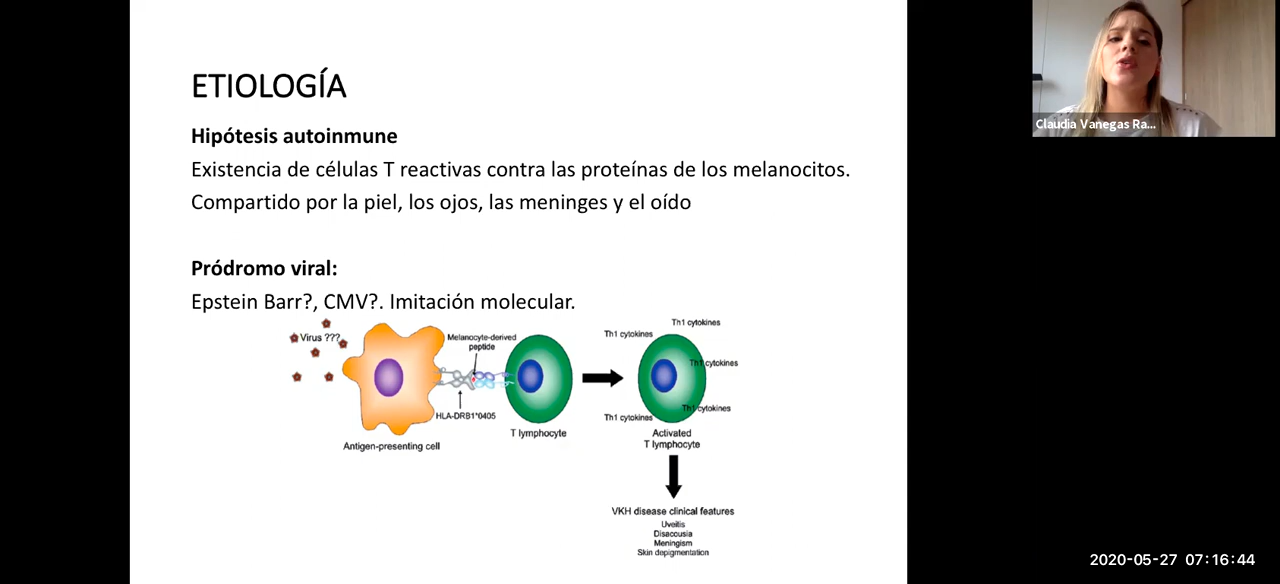 ETIOLOGÍA
Hipótesis autoinmune
Existencia de células T reactivas contra las proteínas de los melanocitos.
Compartido por la piel, los ojos, las meninges y el oído
Pródromo viral:
Epstein Barr?, CMV?. Imitación molecular.
Virus ???
Melanocyte-derived
peptide
HLA-DRB1*0405
Antigen-presenting cell
T lymphocyte
Th1 cytokines
Th1 cytokines
Th1 cytokines
Th1 cytokines
Th1 cytokines
Activated
T lymphocyte
VKH disease clinical features
Uveitis
Disacusia
Meningism
Skin depigmentation
Claudia Vanegas Ra...
2020-05-27 07:16:44